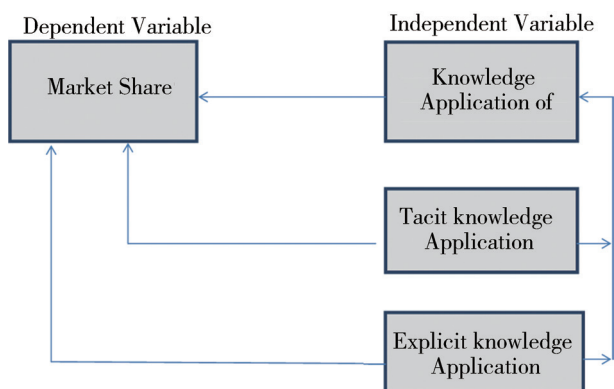 Dependent Variable
Independent Variable
Market Share
Knowledge
Application of
Tacit knowledge
Application
Explicit knowledge
Application